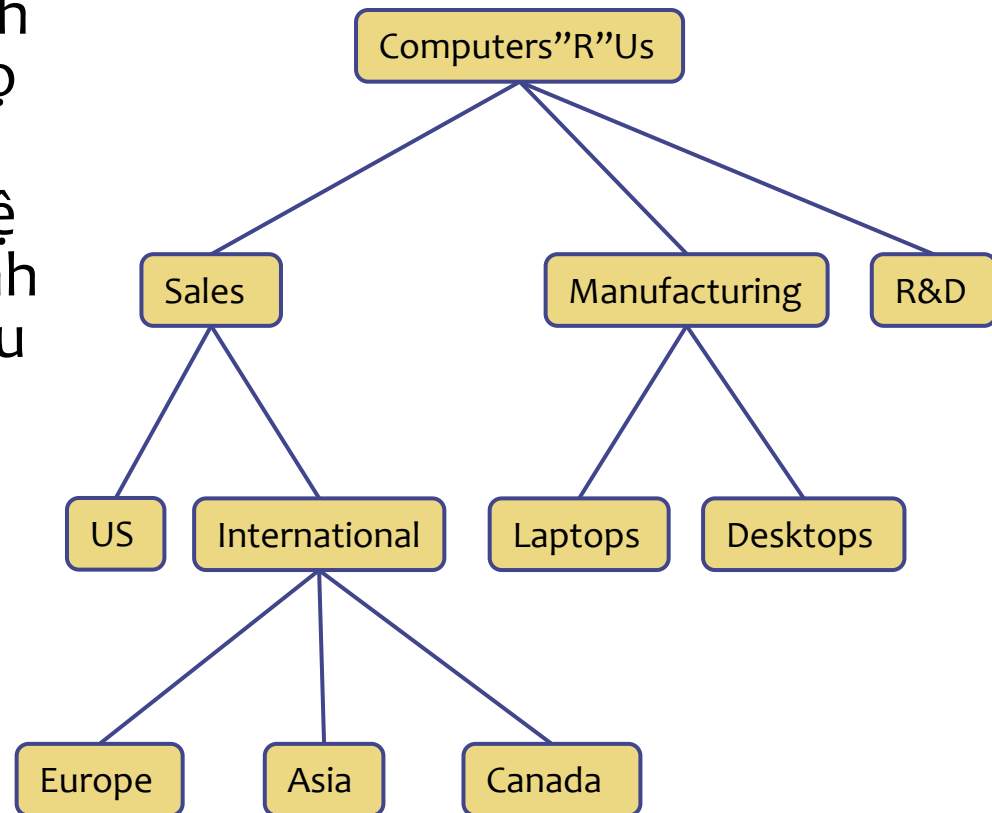 Computers”R”Us
Sales
Manufacturing
R&D
US
International
Laptops
Desktops
Europe
Asia
Canada